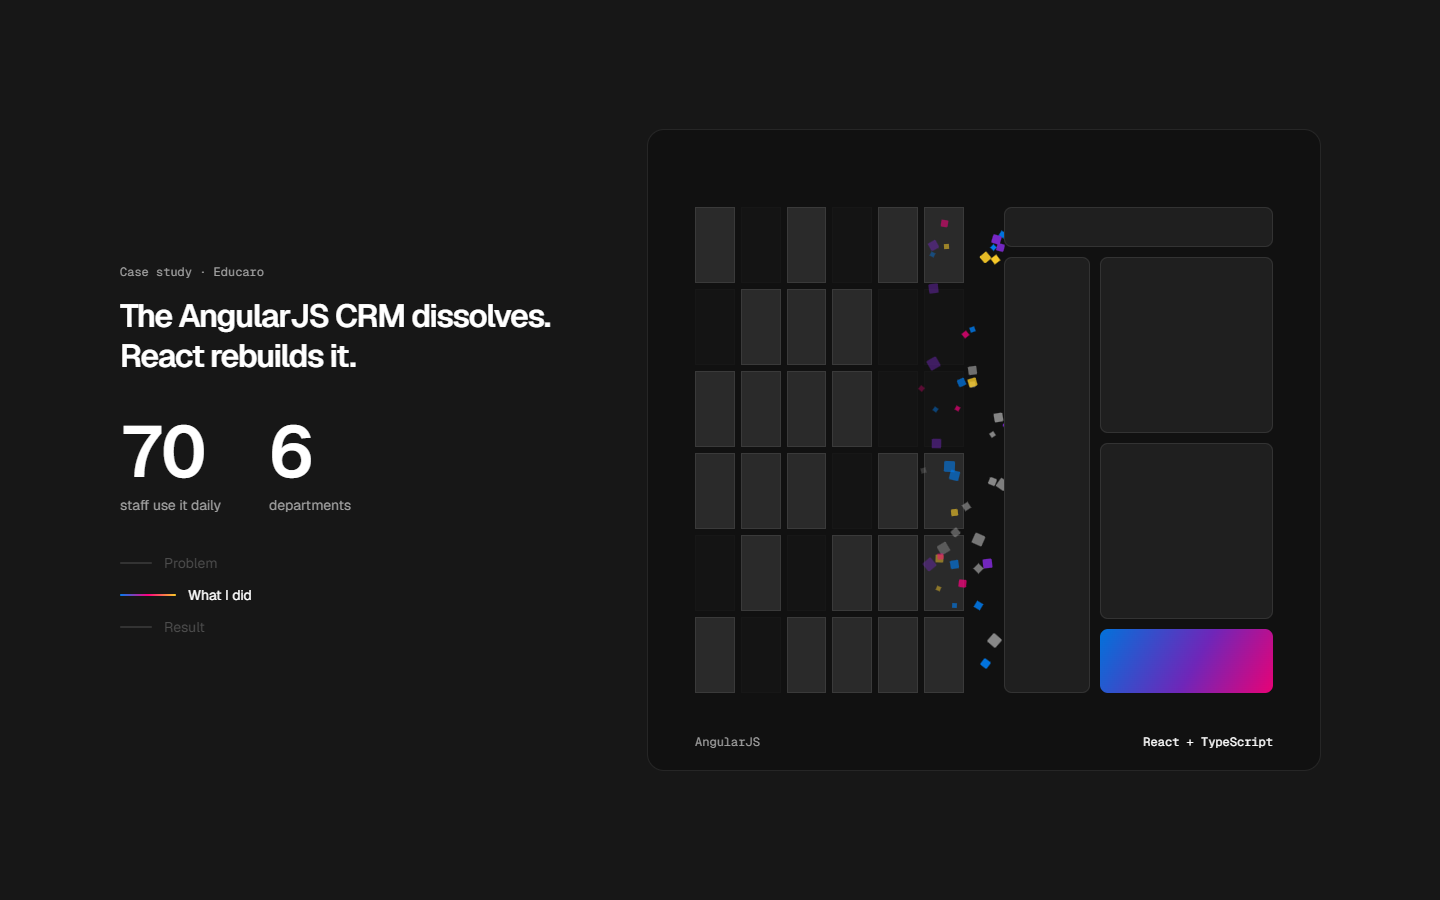 Case study · Educaro
The AngularJS CRM dissolves.
React rebuilds it.
70
staff use it daily
6
departments
Problem
What I did
Result
AngularJS
React + TypeScript